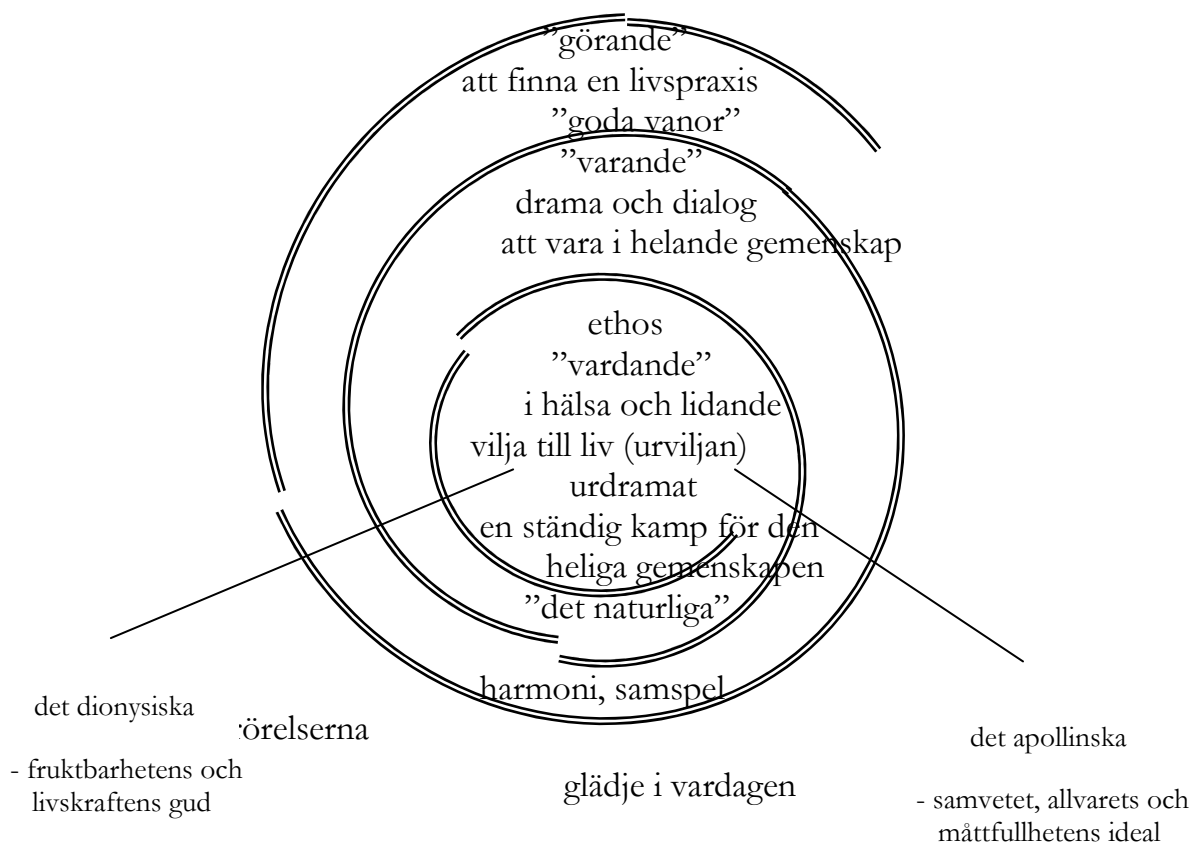 ”görande”
att finna en livspraxis
”goda vanor”
”varande”
drama och dialog
att vara i helande gemenskap
ethos
”vardande”
i hälsa och lidande
vilja till liv (urviljan)
urdramat
en ständig kamp för den
heliga gemenskapen
”det naturliga”
harmoni, samspel
det dionysiska
- fruktbarhetens och
livskraftens gud
glädje i vardagen
det apollinska
- samvetet, allvarets och
måttfullhetens ideal